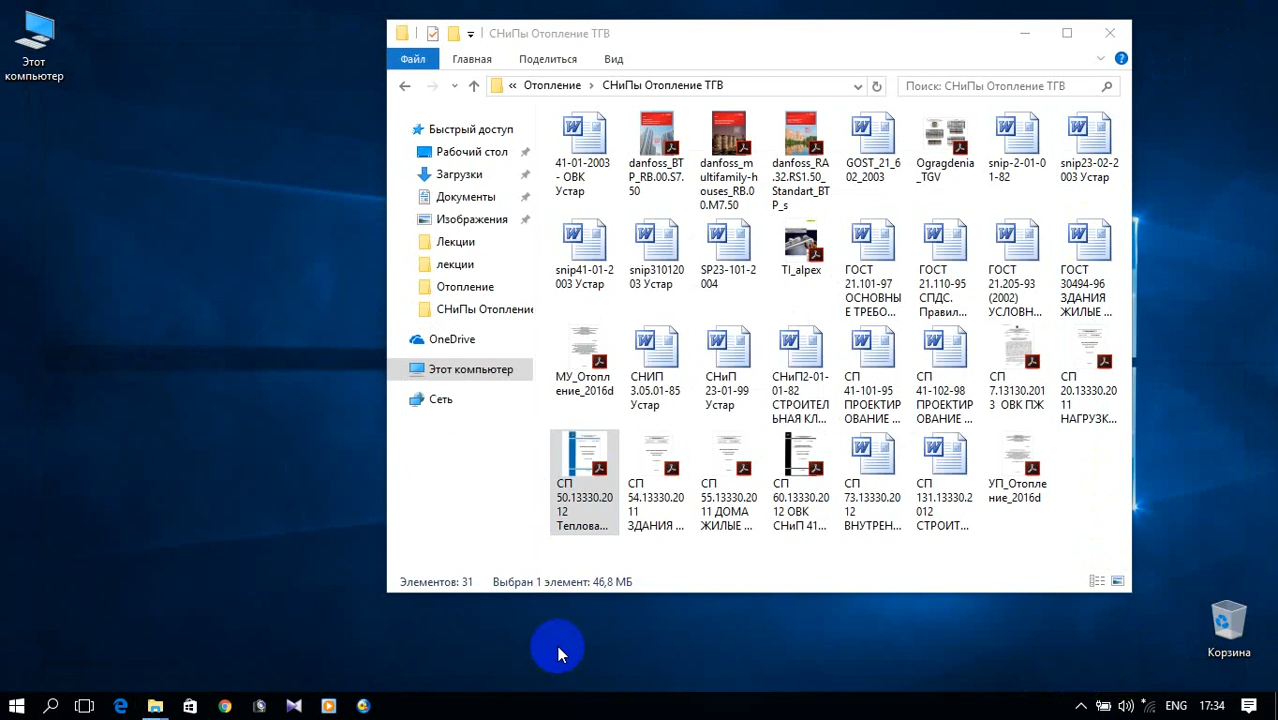 Этот
компьютер
СНиПы Отопление ТГВ
Файл
Главная
Поделиться
Вид
« Отопление › СНиПы Отопление ТГВ
Поиск: СНиПы Отопление ТГВ
Быстрый доступ
Рабочий стол
Загрузки
Документы
Изображения
Лекции
лекции
Отопление
СНиПы Отопление
OneDrive
Этот компьютер
Сеть
41-01-2003
- ОВК
Устар
danfoss_BT
P_RB.00.S7.
50
danfoss_m
ultifamily-h
ouses_RB.0
0.M7.50
danfoss_RA
.32.RS1.50_
Standart_BT
P_s
GOST_21_6
02_2003
Ogragdenia
_TGV
snip-2-01-0
1-82
snip23-02-2
003 Устар
snip41-01-2
003 Устар
snip310120
03 Устар
SP23-101-2
004
TI_alpex
ГОСТ
21.101-97
ОСНОВНЫ
Е ТРЕБО...
ГОСТ
21.110-95
СПДС.
Правил...
ГОСТ
21.205-93
(2002)
УСЛОВН...
ГОСТ
30494-96
ЗДАНИЯ
ЖИЛЫЕ ...
МУ_Отопл
ение_2016d
СНИП
3.05.01-85
Устар
СНиП
23-01-99
Устар
СНиП2-01-
01-82
СТРОИТЕЛ
ЬНАЯ КЛ...
СП
41-101-95
ПРОЕКТИР
ОВАНИЕ ...
СП
41-102-98
ПРОЕКТИР
ОВАНИЕ ...
СП
7.13130.201
3 ОВК ПЖ
СП
20.13330.20
11
НАГРУЗК...
СП
50.13330.20
12
Теплова...
СП
54.13330.20
11
ЗДАНИЯ ...
СП
55.13330.20
11 ДОМА
ЖИЛЫЕ ...
СП
60.13330.20
12 ОВК
СНиП 41...
СП
73.13330.20
12
ВНУТРЕН...
СП
131.13330.2
012
СТРОИТ...
УП_Отопле
ние_2016d
Элементов: 31
Выбран 1 элемент: 46,8 МБ
Корзина
ENG
17:34